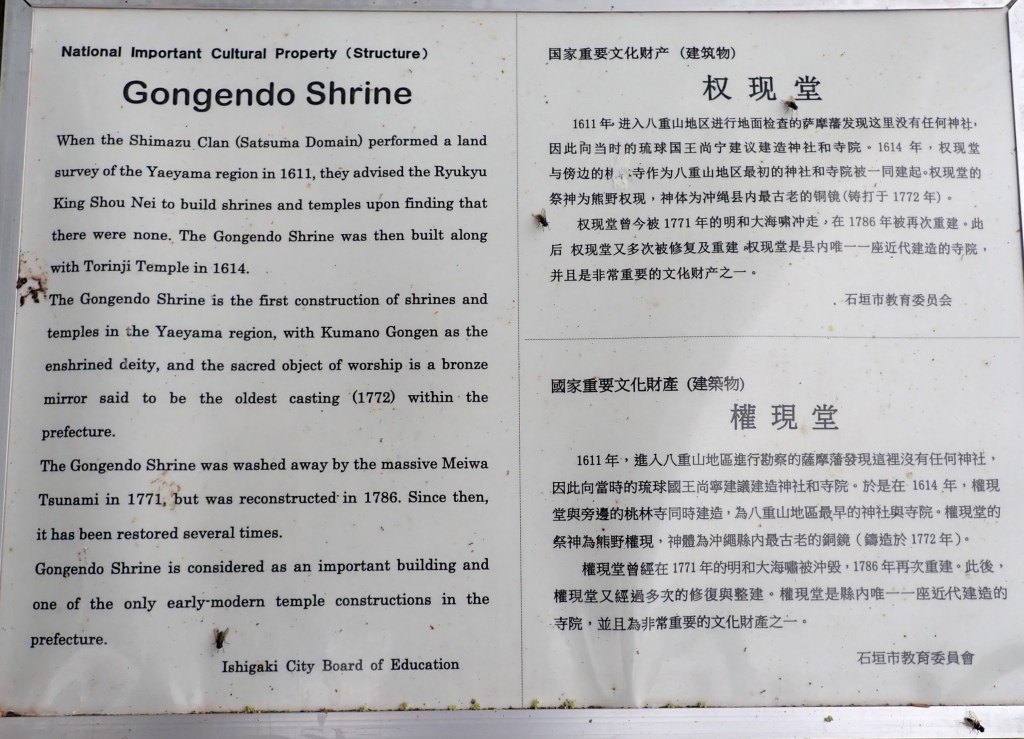 National Important Cultural Property (Structure)
Gongendo Shrine
When the Shimazu Clan (Satsuma Domain) performed a land
survey of the Yaeyama region in 1611, they advised the Ryukyu
King Shou Nei to build shrines and temples upon finding that
there were none. The Gongendo Shrine was then built along
with Torinji Temple in 1614.
The Gongendo Shrine is the first construction of shrines and
temples in the Yaeyama region, with Kumano Gongen as the
enshrined deity, and the sacred object of worship is a bronze
mirror said to be the oldest casting (1772) within the
prefecture.
The Gongendo Shrine was washed away by the massive Meiwa
Tsunami in 1771, but was reconstructed in 1786. Since then,
it has been restored several times.
Gongendo Shrine is considered as an important building and
one of the only early-modern temple constructions in the
prefecture.
Ishigaki City Board of Education
国家重要文化财产（建筑物）
权现堂
1611年，进入八重山地区进行地面检查的萨摩藩发现这里没有任何神社，
因此向当时的琉球国王尚宁建议建造神社和寺院。1614 年，权现堂
与傍边的 寺作为八重山地区最初的神社和寺院被一同建起。权现堂的
祭神为熊野权现，神体为冲绳县内最古老的铜镜（铸打于 1772 年）。
权现堂曾今被 1771 年的明和大海啸冲走，在 1786 年被再次重建。此
后 权现堂又多次被修复及重建。权现堂是县内唯一一座近代建造的寺院，
并且是非常重要的文化财产之一。
石垣市教育委员会
國家重要文化財產（建築物）
權現堂
1611 年，進入八重山地區進行勘察的薩摩藩發現這裡沒有任何神社，
因此向當時的琉球國王尚寧建議建造神社和寺院。於是在 1614 年，權現
堂與旁邊的桃林寺同時建造，為八重山地區最早的神社與寺院。權現堂的
祭神為熊野權現，神體為沖繩縣內最古老的銅鏡（鑄造於 1772 年）。
權現堂曾經在 1771 年的明和大海嘯被沖毀，1786 年再次重建。此後，
權現堂又經過多次的修復與整建。權現堂是縣內唯一一座近代建造的
寺院，並且為非常重要的文化財產之一。
石垣市教育委員會